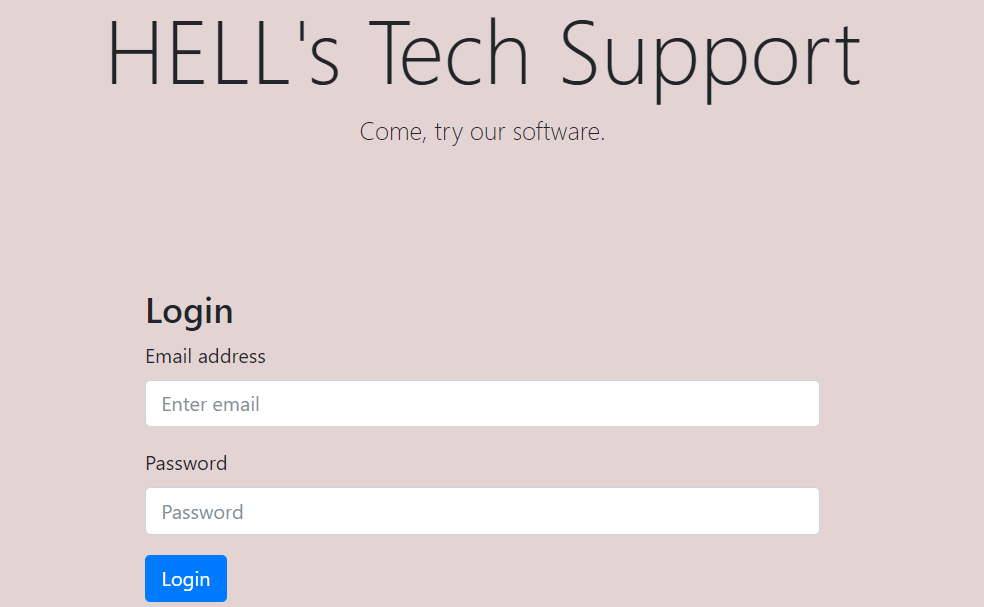 HELL's Tech Support
Come, try our software.
Login
Email address
Enter email
Password
Password
Login